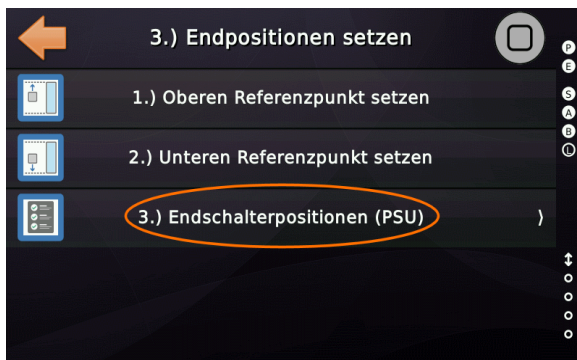 3.) Endpositionen setzen
1.) Oberen Referenzpunkt setzen
2.) Unteren Referenzpunkt setzen
3.) Endschalterpositionen (PSU)
P
E
S
A
B
L